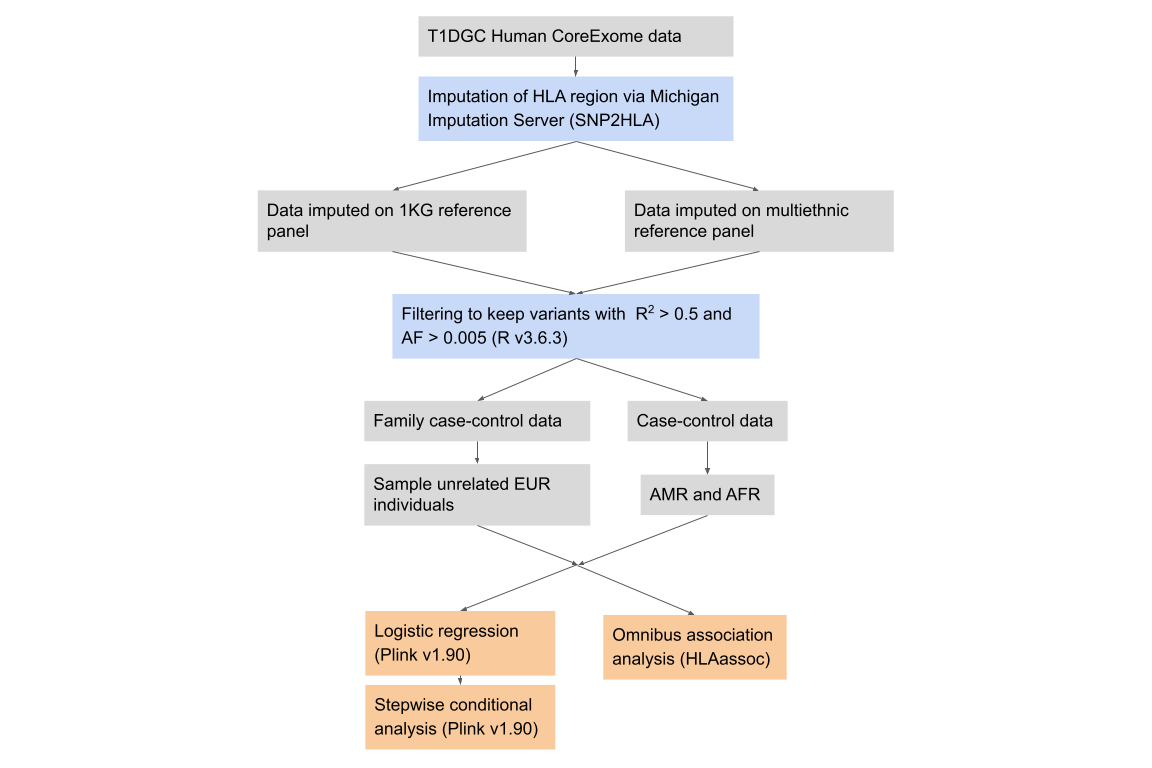 T1DGC Human CoreExome data
Imputation of HLA region via Michigan
Imputation Server (SNP2HLA)
Data imputed on 1KG reference
panel
Data imputed on multiethnic
reference panel
Filtering to keep variants with  R² > 0.5 and
AF > 0.005 (R v3.6.3)
Family case-control data
Case-control data
Sample unrelated EUR
individuals
AMR and AFR
Logistic regression
(Plink v1.90)
Omnibus association
analysis (HLAassoc)
Stepwise conditional
analysis (Plink v1.90)